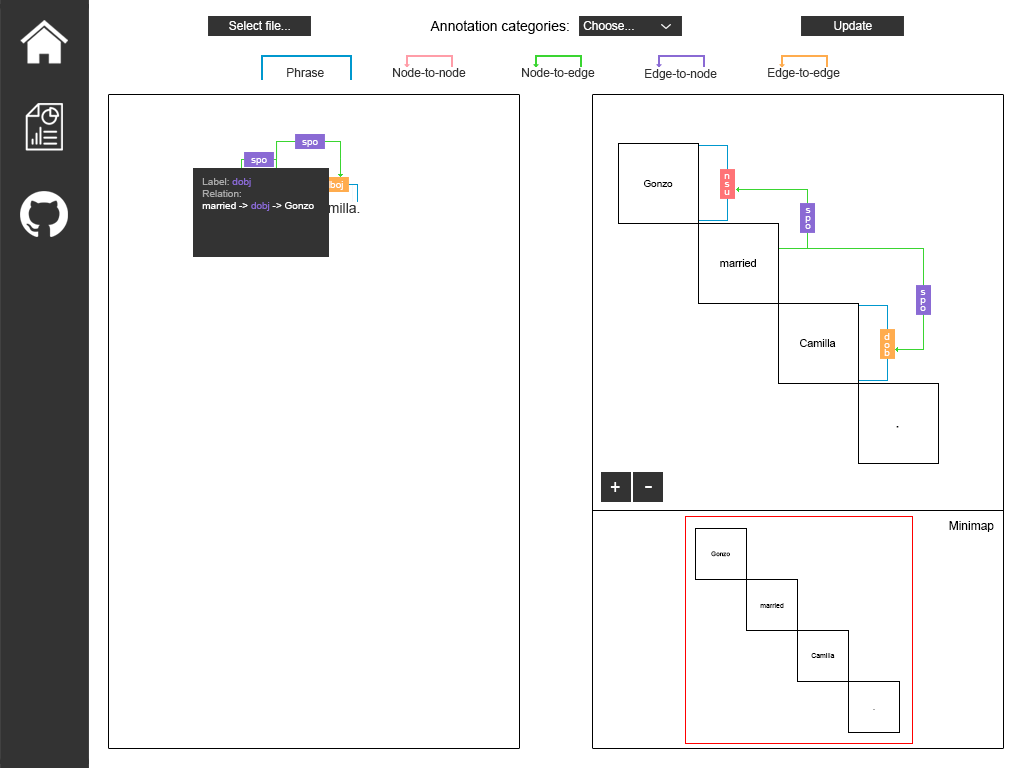 Select file...
Annotation categories:
Choose...
Update
Phrase
Node-to-node
Node-to-edge
Edge-to-node
Edge-to-edge
spo
spo
boj
milla.
Label: dobj
Relation:
married -> dobj -> Gonzo
Gonzo
nsu
spo
married
spo
Camilla
dob
.
+
-
Minimap
Gonzo
married
Camilla
.